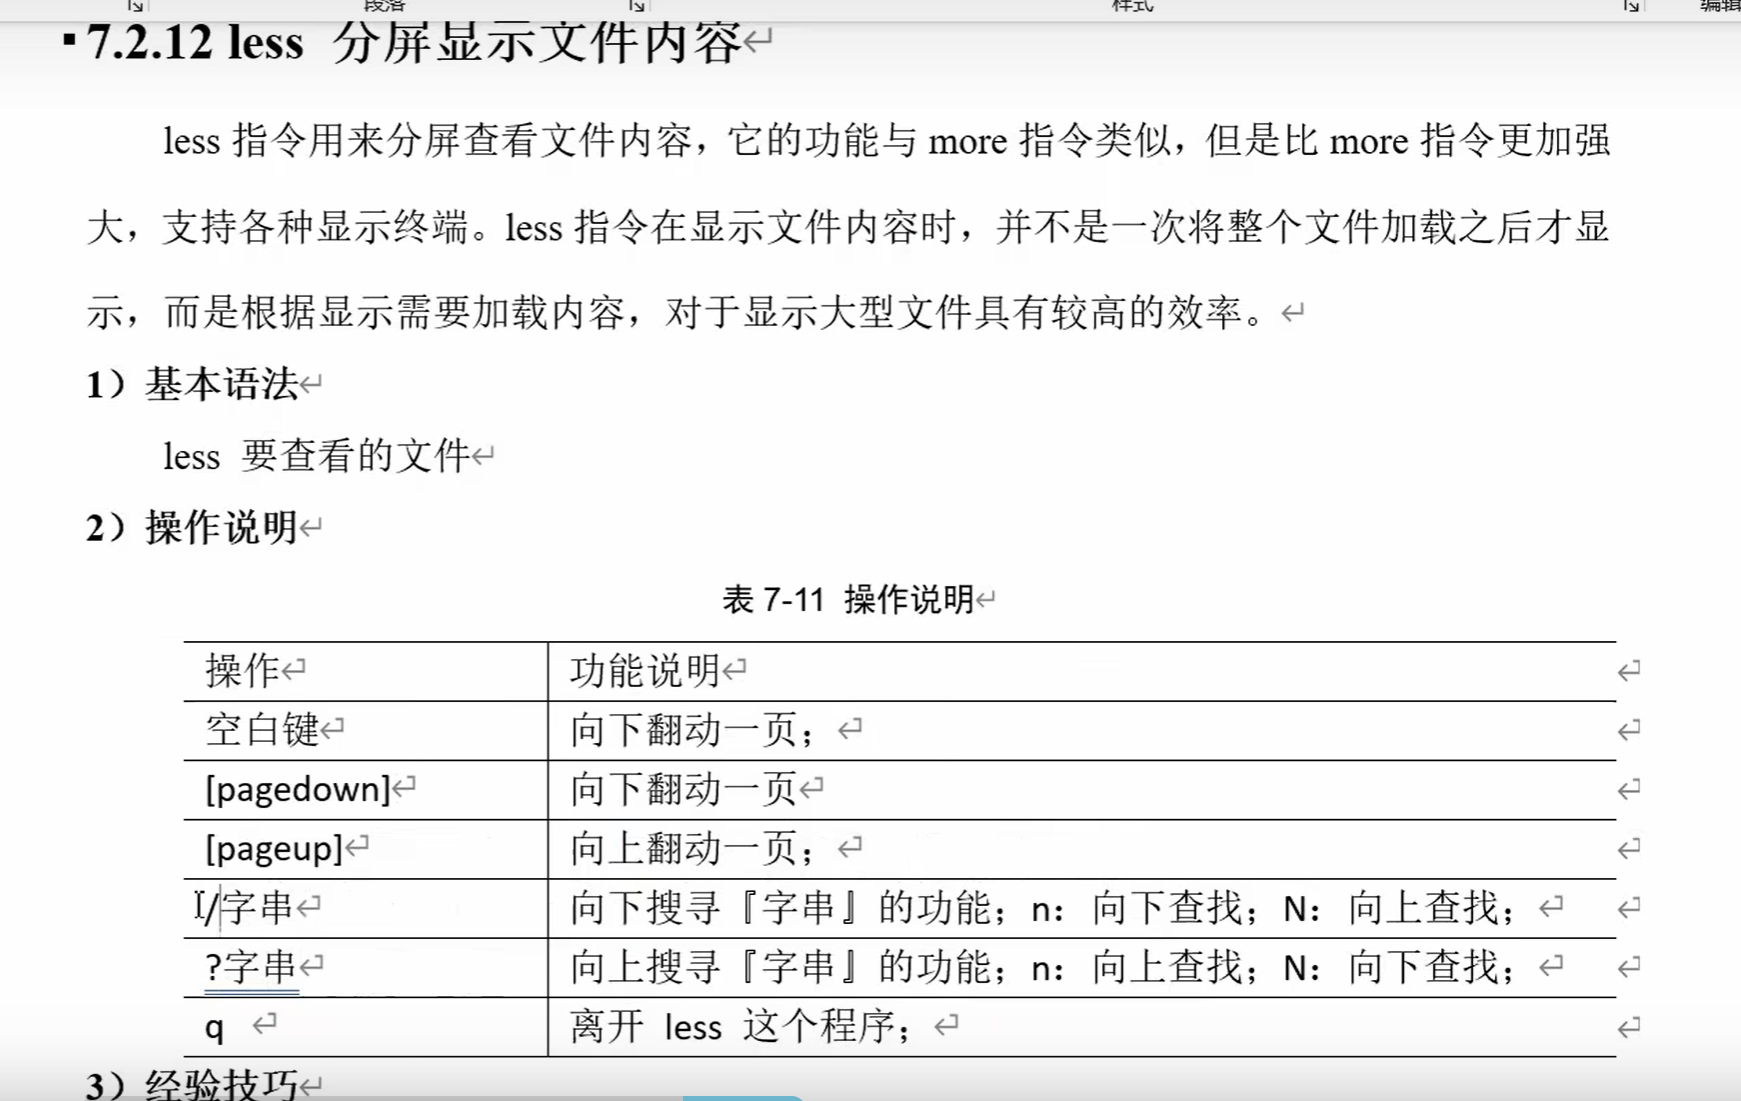 段落
样式
编辑
7.2.12 less 分屏显示文件内容
less 指令用来分屏查看文件内容，它的功能与 more 指令类似，但是比 more 指令更加强
大，支持各种显示终端。less 指令在显示文件内容时，并不是一次将整个文件加载之后才显
示，而是根据显示需要加载内容，对于显示大型文件具有较高的效率。
1）基本语法
less 要查看的文件
2）操作说明
表 7-11 操作说明
操作 功能说明
空白键 向下翻动一页；
[pagedown] 向下翻动一页
[pageup] 向上翻动一页；
/字串 向下搜寻『字串』的功能；n：向下查找；N：向上查找；
?字串 向上搜寻『字串』的功能；n：向上查找；N：向下查找；
q 离开 less 这个程序；
3）经验技巧